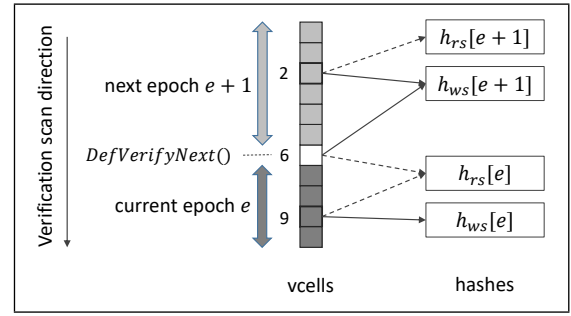 Verification scan direction
next epoch e + 1
DefVerifyNext()
current epoch e
2
6
9
h_rs[e + 1]
h_ws[e + 1]
h_rs[e]
h_ws[e]
vcells
hashes